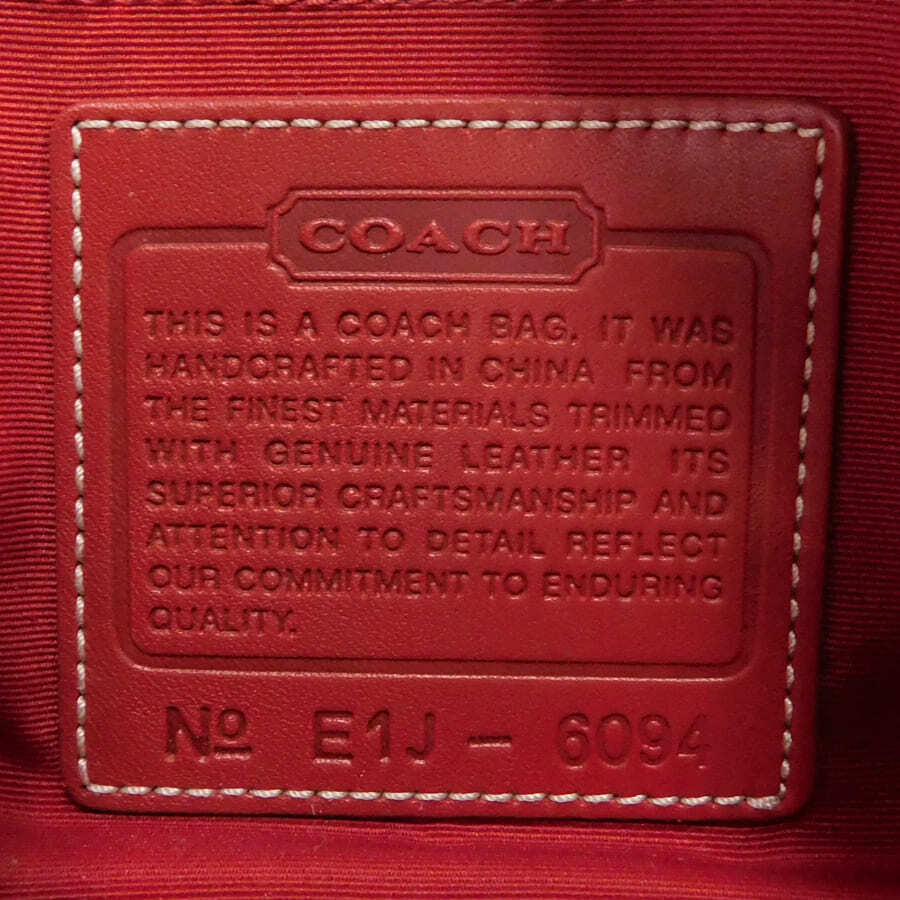 COACH
THIS IS A COACH BAG. IT WAS
HANDCRAFTED IN CHINA FROM
THE FINEST MATERIALS TRIMMED
WITH GENUINE LEATHER ITS
SUPERIOR CRAFTSMANSHIP AND
ATTENTION TO DETAIL REFLECT
OUR COMMITMENT TO ENDURING
QUALITY.
Nº E1J - 6094